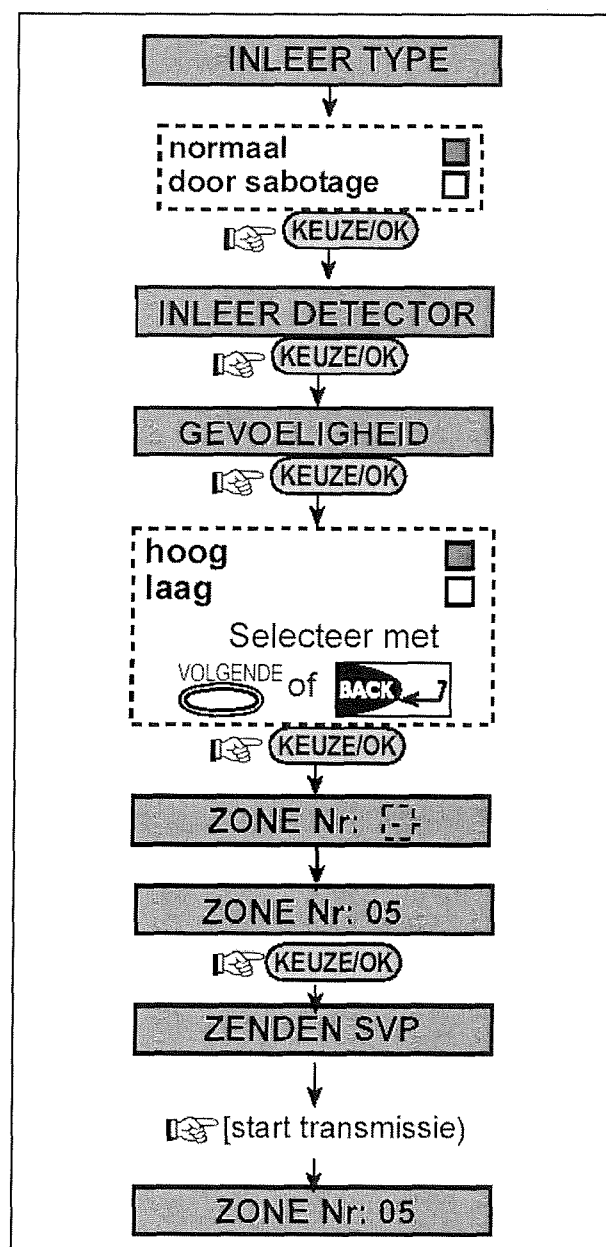 INLEER TYPE
normaal
door sabotage
KEUZE/OK
INLEER DETECTOR
KEUZE/OK
GEVOELIGHEID
KEUZE/OK
hoog
laag
Selecteer met
VOLGENDE of BACK 7
KEUZE/OK
ZONE Nr: -
ZONE Nr: 05
KEUZE/OK
ZENDEN SVP
[start transmissie)
ZONE Nr: 05